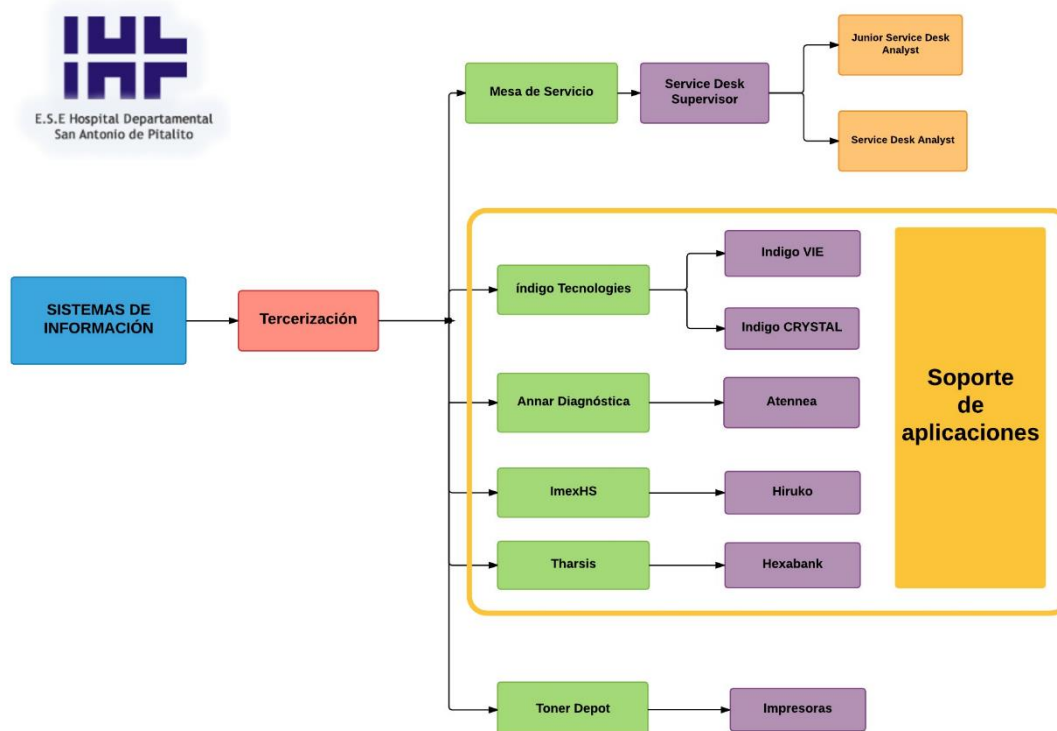 E.S.E Hospital Departamental
San Antonio de Pitalito
Junior Service Desk
Analyst
Mesa de Servicio
Service Desk
Supervisor
Service Desk Analyst
SISTEMAS DE
INFORMACIÓN
Tercerización
índigo Tecnologies
Indigo VIE
Indigo CRYSTAL
Annar Diagnóstica
Atennea
ImexHS
Hiruko
Tharsis
Hexabank
Soporte
de
aplicaciones
Toner Depot
Impresoras